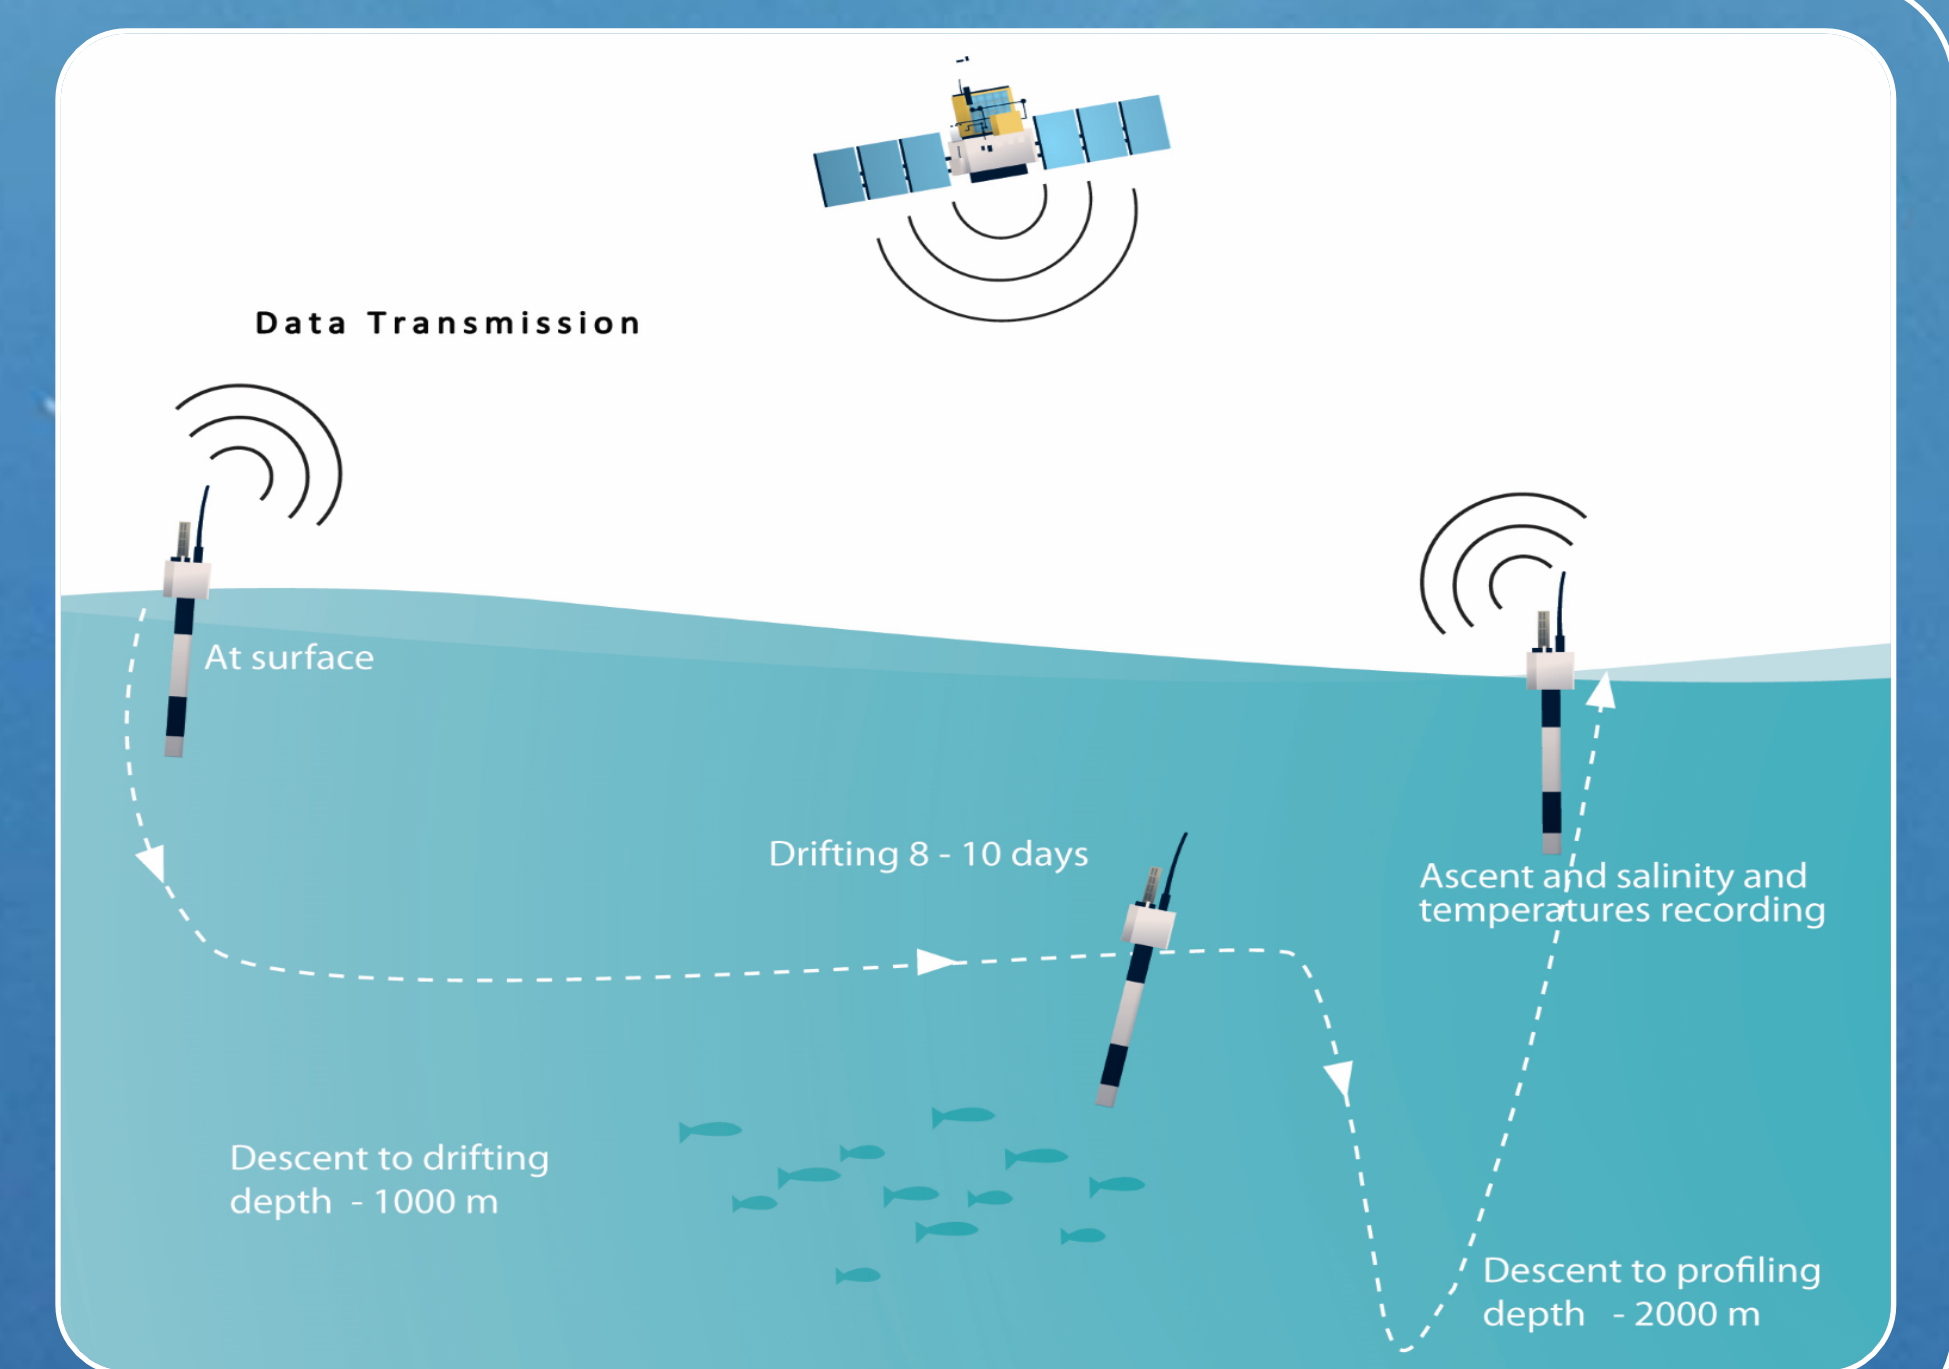 Data Transmission
At surface
Drifting 8 - 10 days
Ascent and salinity and
temperatures recording
Descent to drifting
depth - 1000 m
Descent to profiling
depth - 2000 m